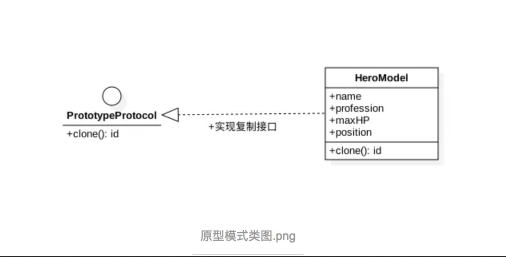 PrototypeProtocol
+clone(): id
+实现复制接口
HeroModel
+name
+profession
+maxHP
+position
+clone(): id
原型模式类图.png